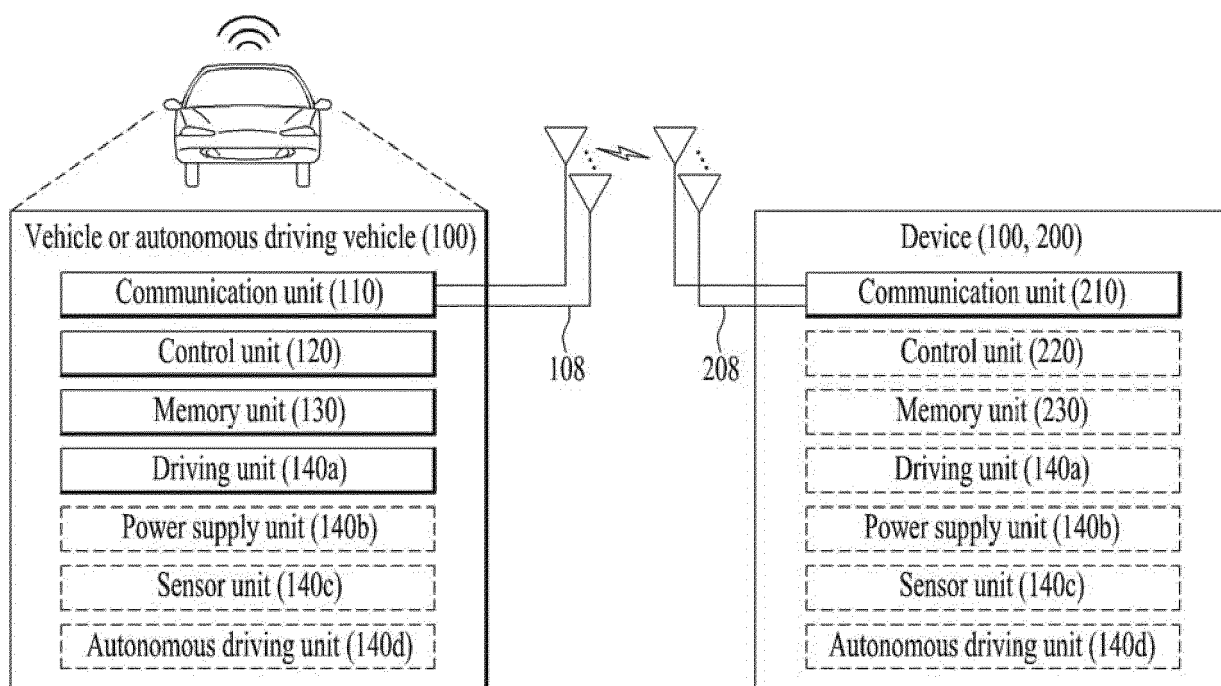 Vehicle or autonomous driving vehicle (100)
Communication unit (110)
Control unit (120)
Memory unit (130)
Driving unit (140a)
Power supply unit (140b)
Sensor unit (140c)
Autonomous driving unit (140d)
108
208
Device (100, 200)
Communication unit (210)
Control unit (220)
Memory unit (230)
Driving unit (140a)
Power supply unit (140b)
Sensor unit (140c)
Autonomous driving unit (140d)